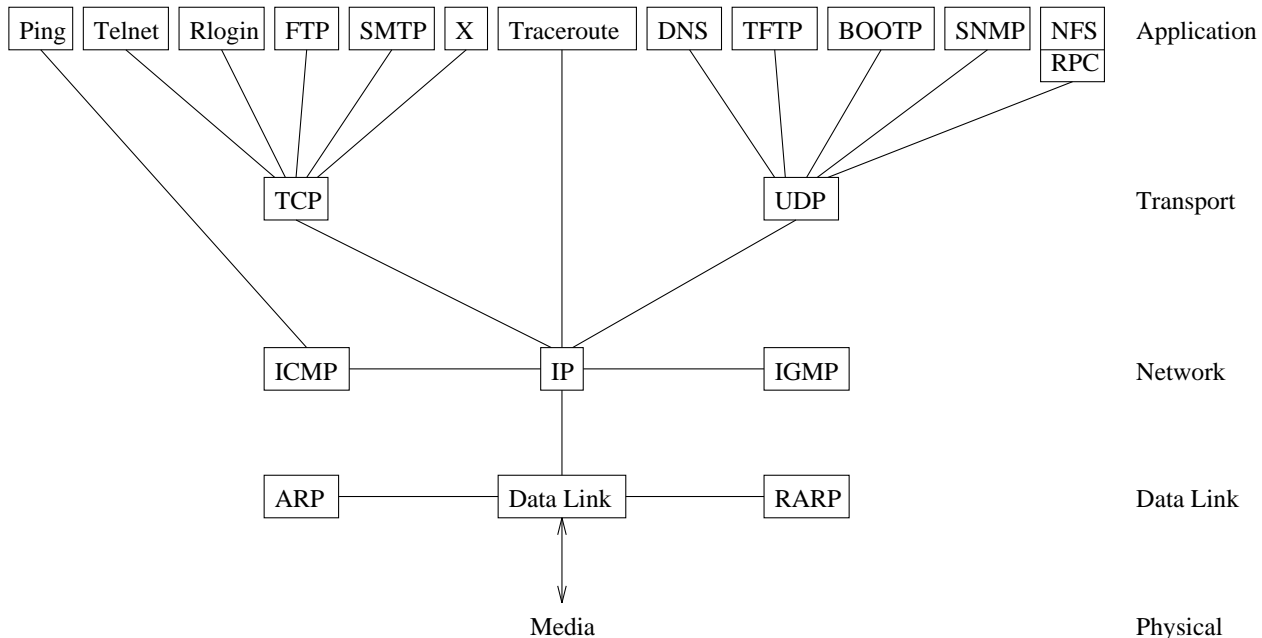 Ping Telnet Rlogin FTP SMTP X Traceroute DNS TFTP BOOTP SNMP NFS Application
RPC
TCP UDP Transport
ICMP IP IGMP Network
ARP Data Link RARP Data Link
Media Physical